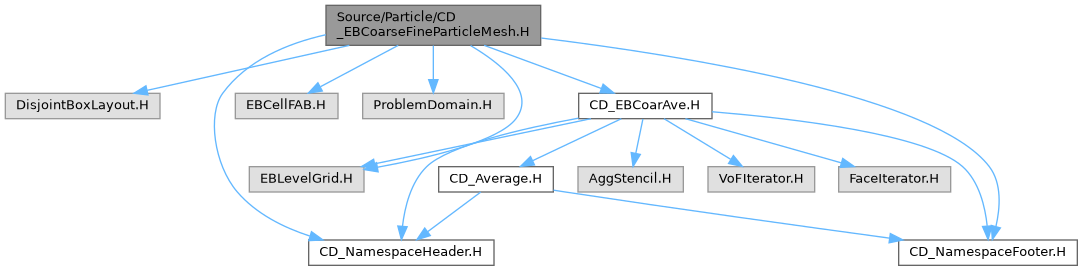 Source/Particle/CD
_EBCoarseFineParticleMesh.H
DisjointBoxLayout.H
EBCellFAB.H
ProblemDomain.H
CD_EBCoarAve.H
EBLevelGrid.H
CD_Average.H
AggStencil.H
VoFIterator.H
FaceIterator.H
CD_NamespaceHeader.H
CD_NamespaceFooter.H